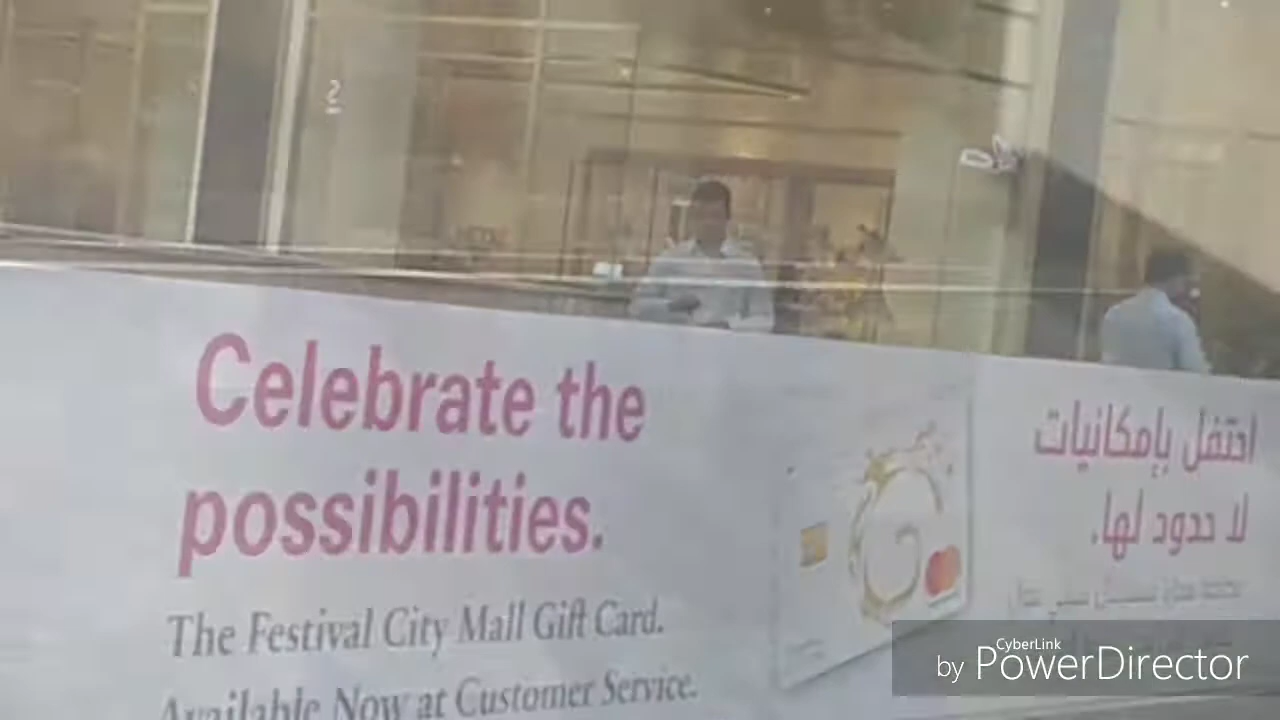 Celebrate the
possibilities.
The Festival City Mall Gift Card.
Available Now at Customer Service.
احتفل بإمكانيات
لا حدود لها.
CyberLink
by PowerDirector